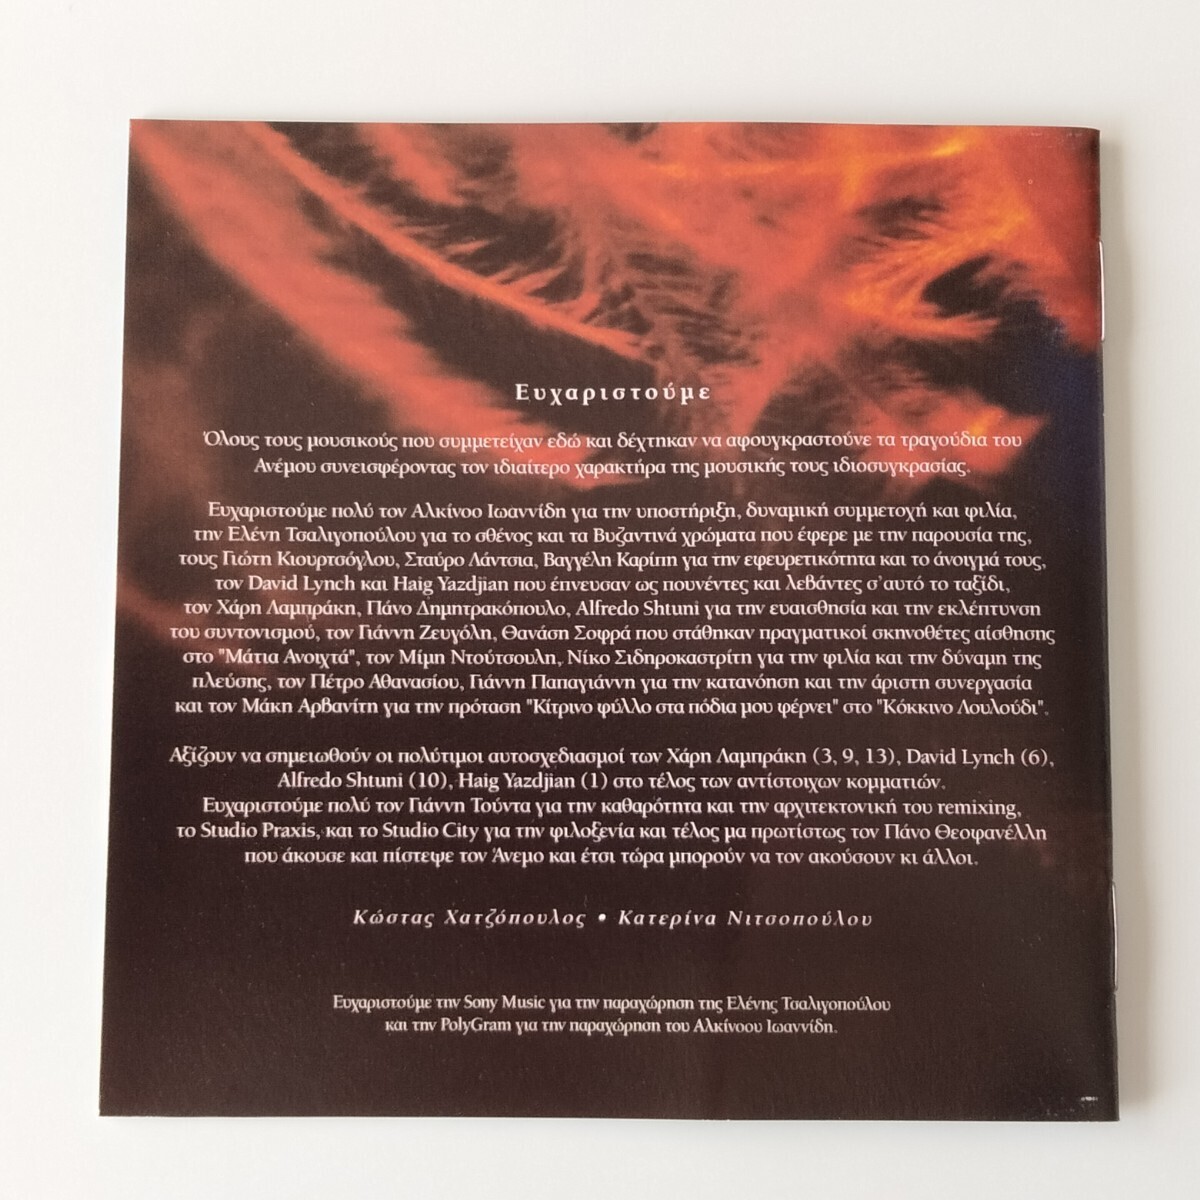 Ευχαριστούμε
Όλους τους μουσικούς που συμμετείχαν εδώ και δέχτηκαν να αφουγκραστούνε τα τραγούδια του
Ανέμου συνεισφέροντας τον ιδιαίτερο χαρακτήρα της μουσικής τους ιδιοσυγκρασίας.
Ευχαριστούμε πολύ τον Αλκίνοο Ιωαννίδη για την υποστήριξη, δυναμική συμμετοχή και φιλία,
την Ελένη Τσαλιγοπούλου για το σθένος και τα Βυζαντινά χρώματα που έφερε με την παρουσία της,
τους Γιώτη Κιουρτσόγλου, Σταύρο Λάντσια, Βαγγέλη Καρίπη για την εφευρετικότητα και το άνοιγμά τους,
τον David Lynch και Haig Yazdjian που έπνευσαν ως πουνέντες και λεβάντες σ'αυτό το ταξίδι,
τον Χάρη Λαμπράκη, Πάνο Δημητρακόπουλο, Alfredo Shtuni για την ευαισθησία και την εκλέπτυνση
του συντονισμού, τον Γιάννη Ζευγόλη, Θανάση Σοφρά που στάθηκαν πραγματικοί σκηνοθέτες αίσθησης
στο "Μάτια Ανοιχτά", τον Μίμη Ντούτσουλη, Νίκο Σιδηροκαστρίτη για την φιλία και την δύναμη της
πλεύσης, τον Πέτρο Αθανασίου, Γιάννη Παπαγιάννη για την κατανόηση και την άριστη συνεργασία
και τον Μάκη Αρβανίτη για την πρόταση "Κίτρινο φύλλο στα πόδια μου φέρνει" στο "Κόκκινο Λουλούδι".
Αξίζουν να σημειωθούν οι πολύτιμοι αυτοσχεδιασμοί των Χάρη Λαμπράκη (3, 9, 13), David Lynch (6),
Alfredo Shtuni (10), Haig Yazdjian (1) στο τέλος των αντίστοιχων κομματιών.
Ευχαριστούμε πολύ τον Γιάννη Τούντα για την καθαρότητα και την αρχιτεκτονική του remixing,
το Studio Praxis, και το Studio City για την φιλοξενία και τέλος μα πρωτίστως τον Πάνο Θεοφανέλλη
που άκουσε και πίστεψε τον Άνεμο και έτσι τώρα μπορούν να τον ακούσουν κι άλλοι.
Κώστας Χατζόπουλος • Κατερίνα Νιτσοπούλου
Ευχαριστούμε την Sony Music για την παραχώρηση της Ελένης Τσαλιγοπούλου
και την PolyGram για την παραχώρηση του Αλκίνοου Ιωαννίδη.